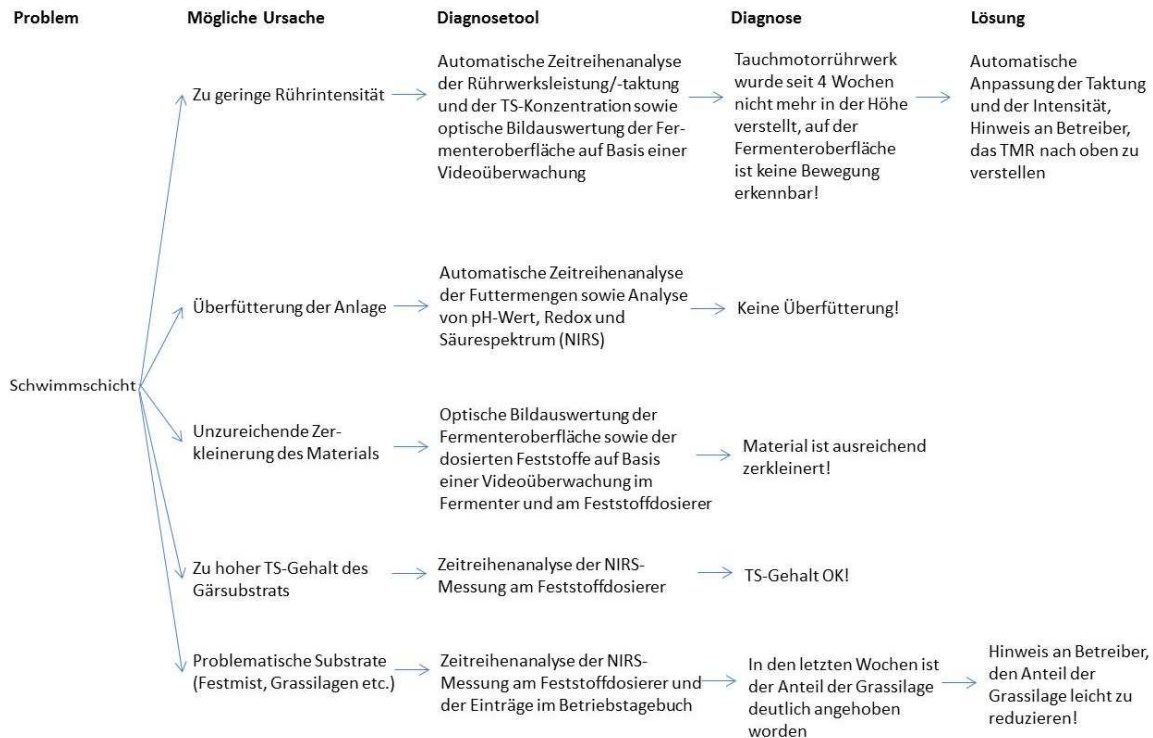 Problem
Mögliche Ursache
Diagnosetool
Diagnose
Lösung
Schwimmschicht
Zu geringe Rührintensität
Automatische Zeitreihenanalyse
der Rührwerksleistung/-taktung
und der TS-Konzentration sowie
optische Bildauswertung der Fer-
menteroberfläche auf Basis einer
Videoüberwachung
Tauchmotorrührwerk
wurde seit 4 Wochen
nicht mehr in der Höhe
verstellt, auf der
Fermenteroberfläche
ist keine Bewegung
erkennbar!
Automatische
Anpassung der Taktung
und der Intensität,
Hinweis an Betreiber,
das TMR nach oben zu
verstellen
Überfütterung der Anlage
Automatische Zeitreihenanalyse
der Futtermengen sowie Analyse
von pH-Wert, Redox und
Säurespektrum (NIRS)
Keine Überfütterung!
Unzureichende Zer-
kleinerung des Materials
Optische Bildauswertung der
Fermenteroberfläche sowie der
dosierten Feststoffe auf Basis
einer Videoüberwachung im
Fermenter und am Feststoffdosierer
Material ist ausreichend
zerkleinert!
Zu hoher TS-Gehalt des
Gärsubstrats
Zeitreihenanalyse der NIRS-
Messung am Feststoffdosierer
TS-Gehalt OK!
Problematische Substrate
(Festmist, Grassilagen etc.)
Zeitreihenanalyse der NIRS-
Messung am Feststoffdosierer und
der Einträge im Betriebstagebuch
In den letzten Wochen ist
der Anteil der Grassilage
deutlich angehoben
worden
Hinweis an Betreiber,
den Anteil der
Grassilage leicht zu
reduzieren!